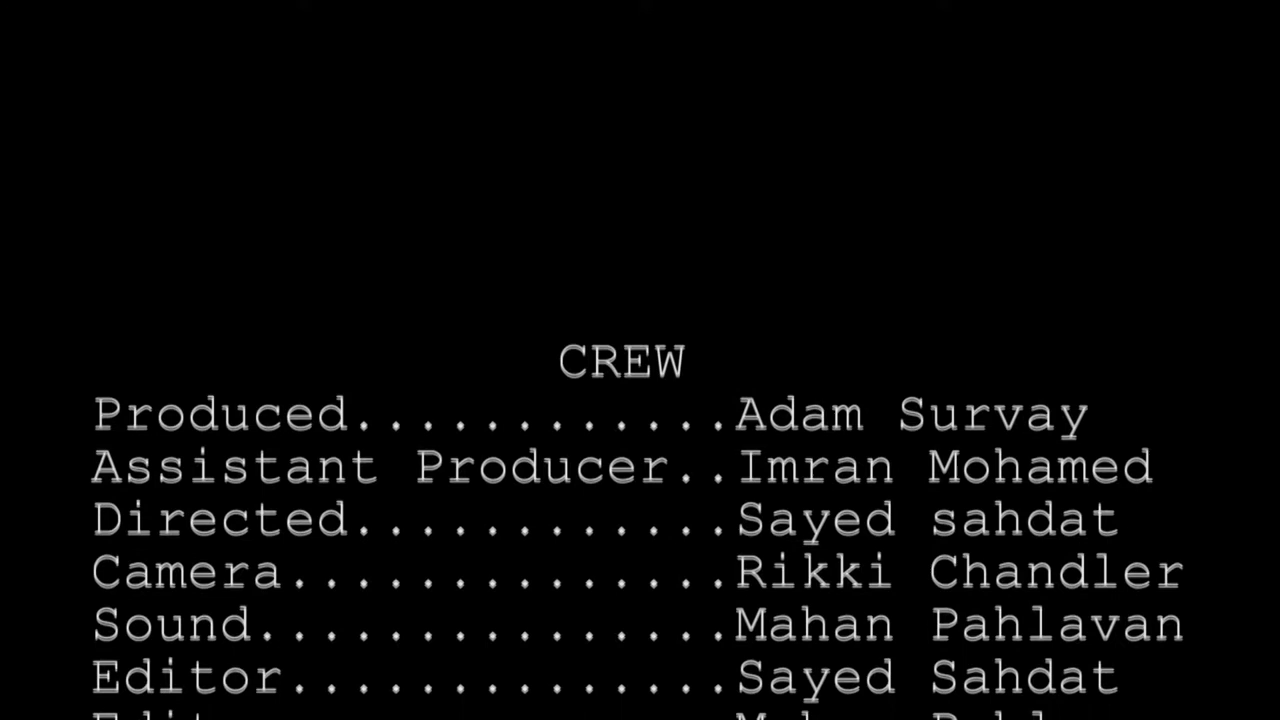 CREW
Produced............Adam Survay
Assistant Producer..Imran Mohamed
Directed............Sayed sahdat
Camera..............Rikki Chandler
Sound...............Mahan Pahlavan
Editor..............Sayed Sahdat